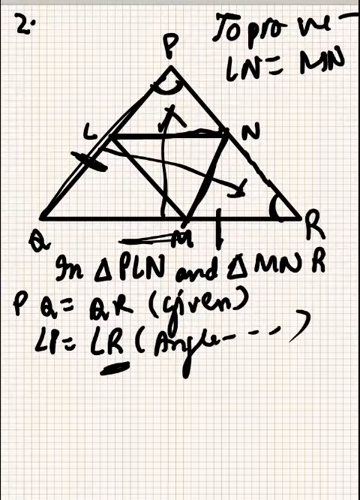 2.
To prove -
LN = MN
P
L
N
Q
M
R
In △PLN and △MNR
PQ = QR (given)
∠P = ∠R (Angle - - - )